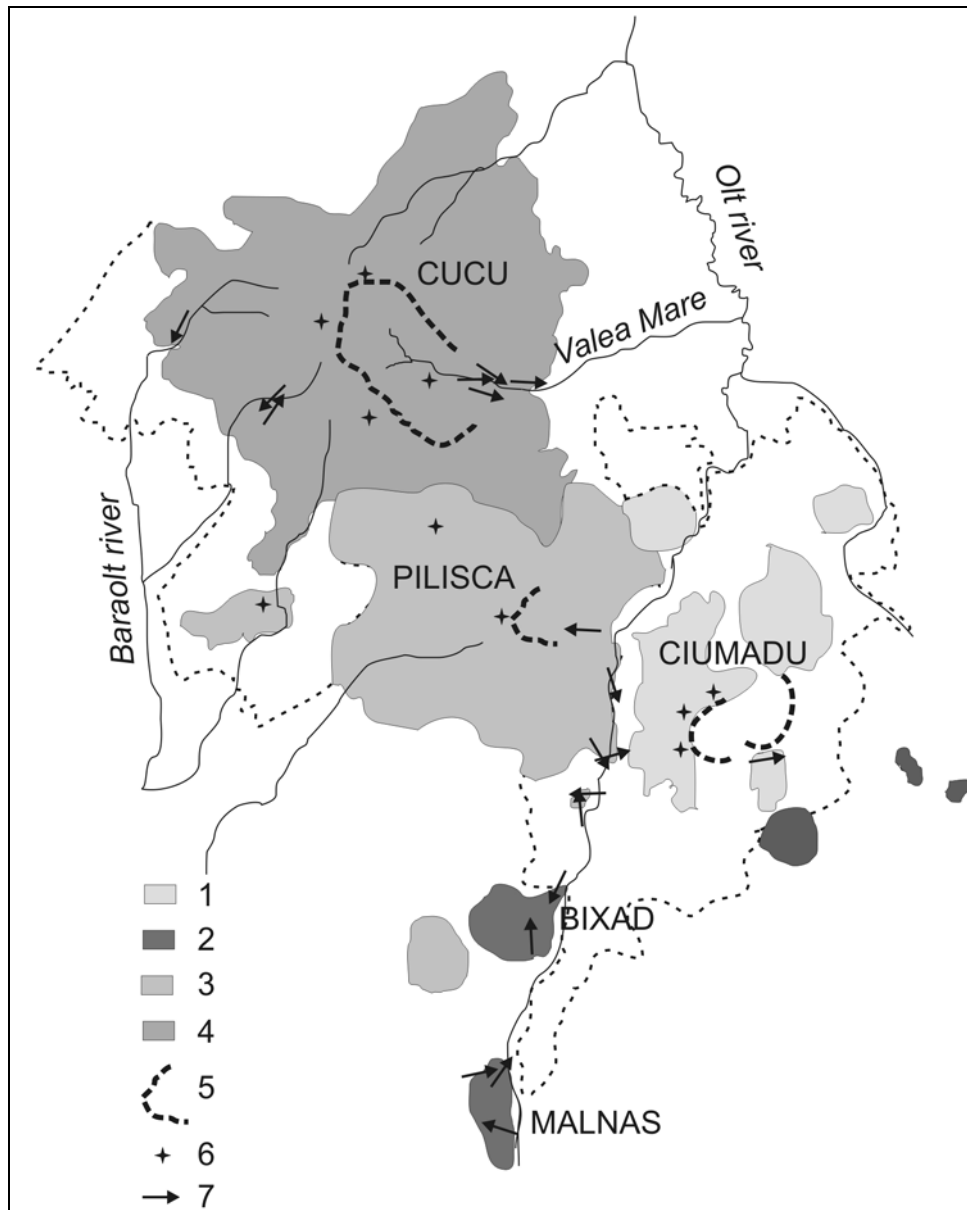 CUCU
Olt river
Valea Mare
Baraolt river
PILISCA
CIUMADU
BIXAD
MALNAS
1
2
3
4
5
6
7